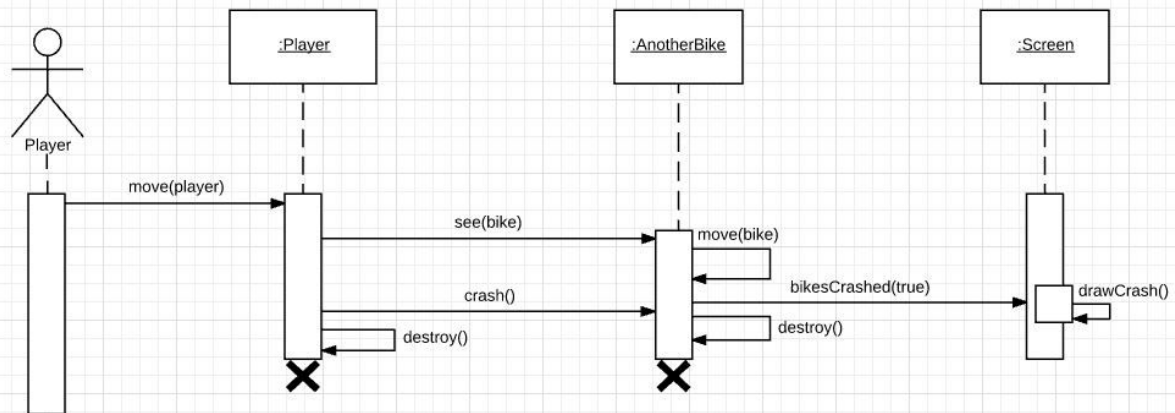 :Player
:AnotherBike
:Screen
Player
move(player)
see(bike)
move(bike)
bikesCrashed(true)
drawCrash()
crash()
destroy()
destroy()